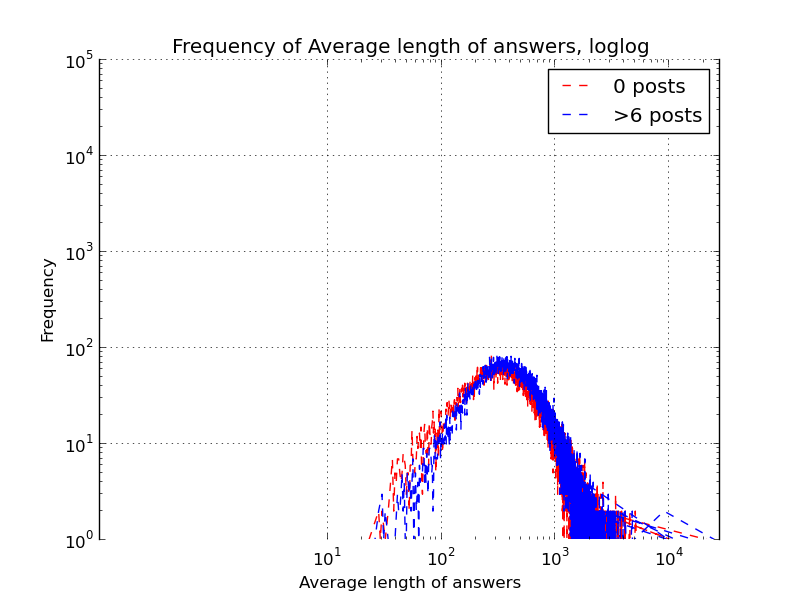 Frequency of Average length of answers, loglog
10^5
10^4
10^3
10^2
10^1
10^0
Frequency
0 posts
>6 posts
10^1
10^2
10^3
10^4
Average length of answers